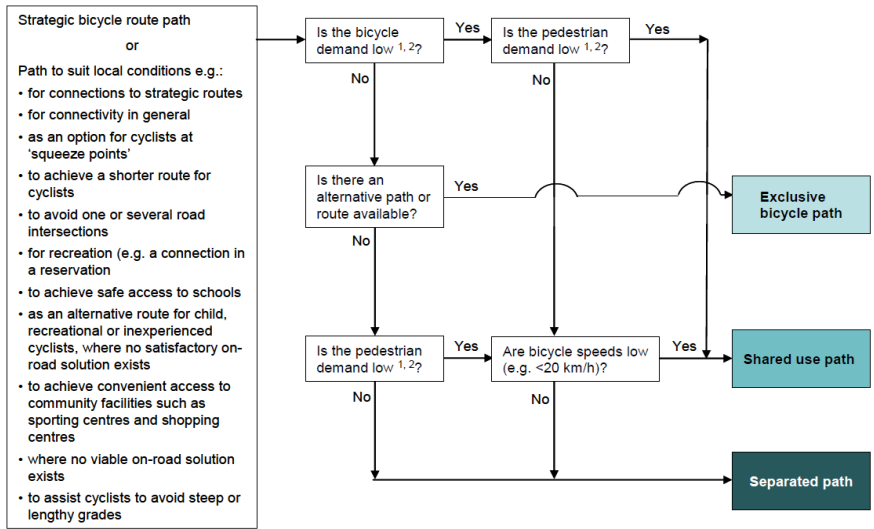 Strategic bicycle route path
or
Path to suit local conditions e.g.:
• for connections to strategic routes
• for connectivity in general
• as an option for cyclists at
‘squeeze points’
• to achieve a shorter route for
cyclists
• to avoid one or several road
intersections
• for recreation (e.g. a connection in
a reservation
• to achieve safe access to schools
• as an alternative route for child,
recreational or inexperienced
cyclists, where no satisfactory on-
road solution exists
• to achieve convenient access to
community facilities such as
sporting centres and shopping
centres
• where no viable on-road solution
exists
• to assist cyclists to avoid steep or
lengthy grades
Is the bicycle
demand low 1, 2?
Yes
No
Is the pedestrian
demand low 1, 2?
Yes
No
Is there an
alternative path or
route available?
Yes
No
Exclusive
bicycle path
Is the pedestrian
demand low 1, 2?
Yes
No
Are bicycle speeds low
(e.g. <20 km/h)?
Yes
No
Shared use path
Separated path